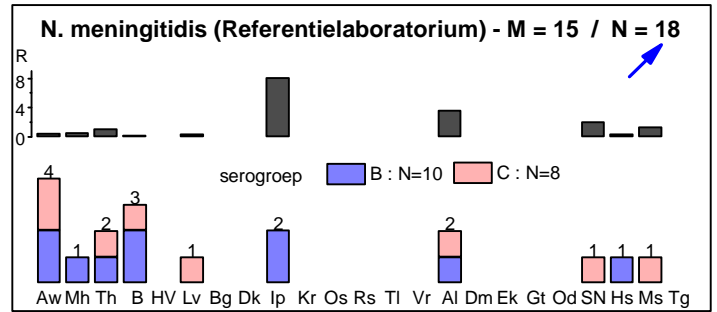 N. meningitidis (Referentielaboratorium) - M = 15 / N = 18
R
8
4
0
serogroep B : N=10 C : N=8
4 1 2 3 1 2 2 1 1 1
Aw Mh Th B HV Lv Bg Dk Ip Kr Os Rs Tl Vr Al Dm Ek Gt Od SN Hs Ms Tg